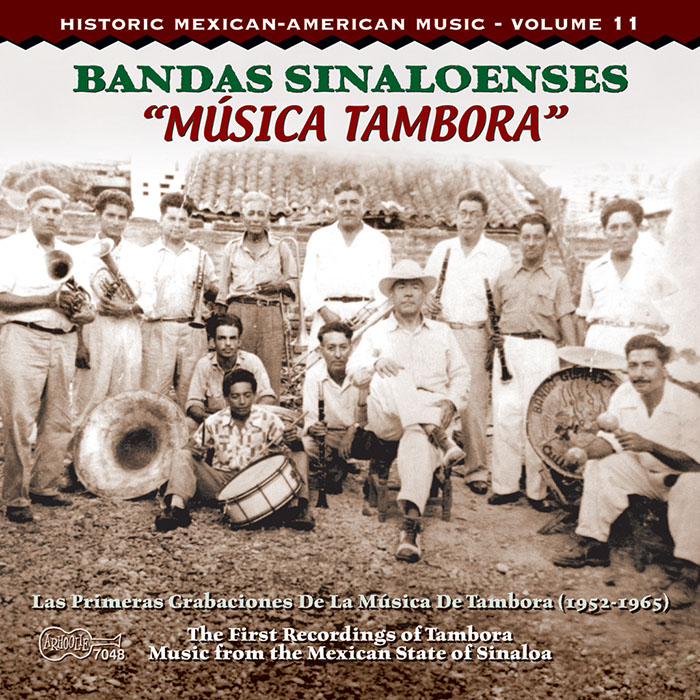 HISTORIC MEXICAN-AMERICAN MUSIC - VOLUME 11
BANDAS SINALOENSES
“MÚSICA TAMBORA”
Las Primeras Grabaciones De La Música De Tambora (1952-1965)
The First Recordings of Tambora
Music from the Mexican State of Sinaloa
ARHOOLIE
7048